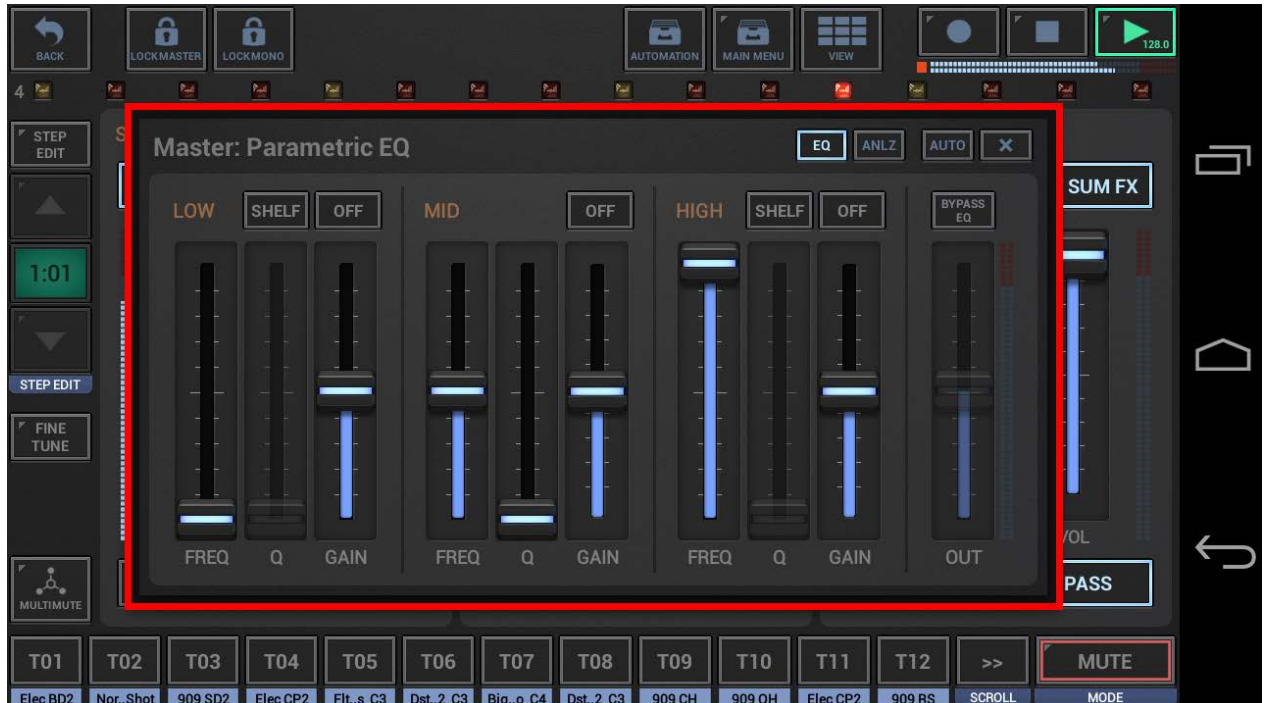 BACK
LOCKMASTER
LOCKMONO
AUTOMATION
MAIN MENU
VIEW
128.0
4
STEP
EDIT
1:01
STEP EDIT
FINE
TUNE
MULTIMUTE
Master: Parametric EQ
EQ
ANLZ
AUTO
LOW
SHELF
OFF
MID
OFF
HIGH
SHELF
OFF
BYPASS
EQ
FREQ
Q
GAIN
FREQ
Q
GAIN
FREQ
Q
GAIN
OUT
S
SUM FX
VOL
PASS
T01
T02
T03
T04
T05
T06
T07
T08
T09
T10
T11
T12
>>
MUTE
Elec BD2
Nor..Shot
909 SD2
Elec CP2
Flt..s C3
Dst..2 C3
Big..o C4
Dst..2 C3
909 CH
909 OH
Elec CP2
909 RS
SCROLL
MODE